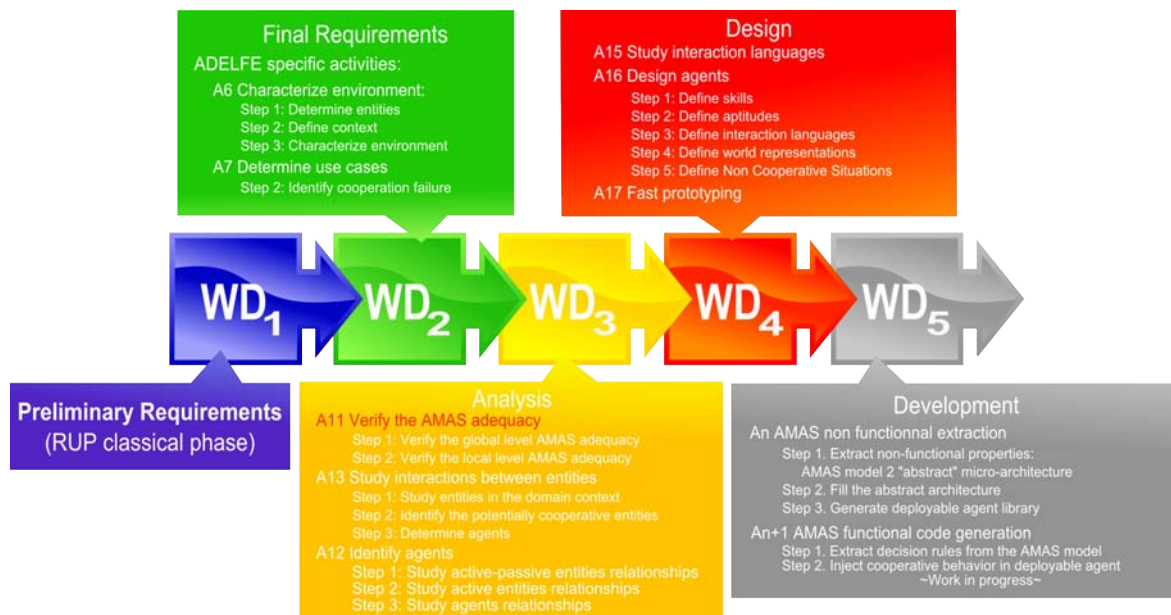 Final Requirements
ADELFE specific activities:
A6 Characterize environment:
Step 1: Determine entities
Step 2: Define context
Step 3: Characterize environment
A7 Determine use cases
Step 2: Identify cooperation failure
Design
A15 Study interaction languages
A16 Design agents
Step 1: Define skills
Step 2: Define aptitudes
Step 3: Define interaction languages
Step 4: Define world representations
Step 5: Define Non Cooperative Situations
A17 Fast prototyping
WD1
WD2
WD3
WD4
WD5
Preliminary Requirements
(RUP classical phase)
Analysis
A11 Verify the AMAS adequacy
Step 1: Verify the global level AMAS adequacy
Step 2: Verify the local level AMAS adequacy
A13 Study interactions between entities
Step 1: Study entities in the domain context
Step 2: Identify the potentially cooperative entities
Step 3: Determine agents
A12 Identify agents
Step 1: Study active-passive entities relationships
Step 2: Study active entities relationships
Step 3: Study agents relationships
Development
An AMAS non functionnal extraction
Step 1. Extract non-functional properties:
AMAS model 2 "abstract" micro-architecture
Step 2. Fill the abstract architecture
Step 3. Generate deployable agent library
An+1 AMAS functional code generation
Step 1. Extract decision rules from the AMAS model
Step 2. Inject cooperative behavior in deployable agent
~Work in progress~